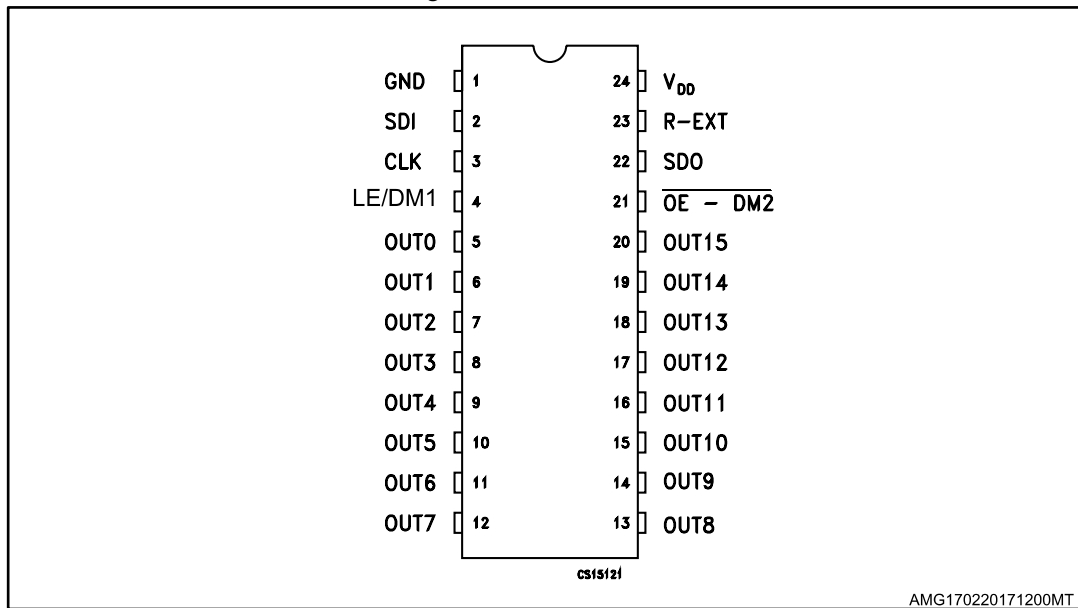 GND 1 24 VDD
SDI 2 23 R-EXT
CLK 3 22 SDO
LE/DM1 4 21 OE - DM2
OUT0 5 20 OUT15
OUT1 6 19 OUT14
OUT2 7 18 OUT13
OUT3 8 17 OUT12
OUT4 9 16 OUT11
OUT5 10 15 OUT10
OUT6 11 14 OUT9
OUT7 12 13 OUT8
CS15121
AMG170220171200MT